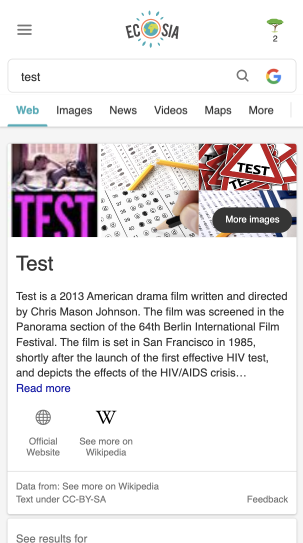 ECOSIA
2
test
Web Images News Videos Maps More
TEST
TEST
More images
Test
Test is a 2013 American drama film written and directed
by Chris Mason Johnson. The film was screened in the
Panorama section of the 64th Berlin International Film
Festival. The film is set in San Francisco in 1985,
shortly after the launch of the first effective HIV test,
and depicts the effects of the HIV/AIDS crisis…
Read more
W
Official
Website
See more on
Wikipedia
Data from: See more on Wikipedia
Text under CC-BY-SA
Feedback
See results for